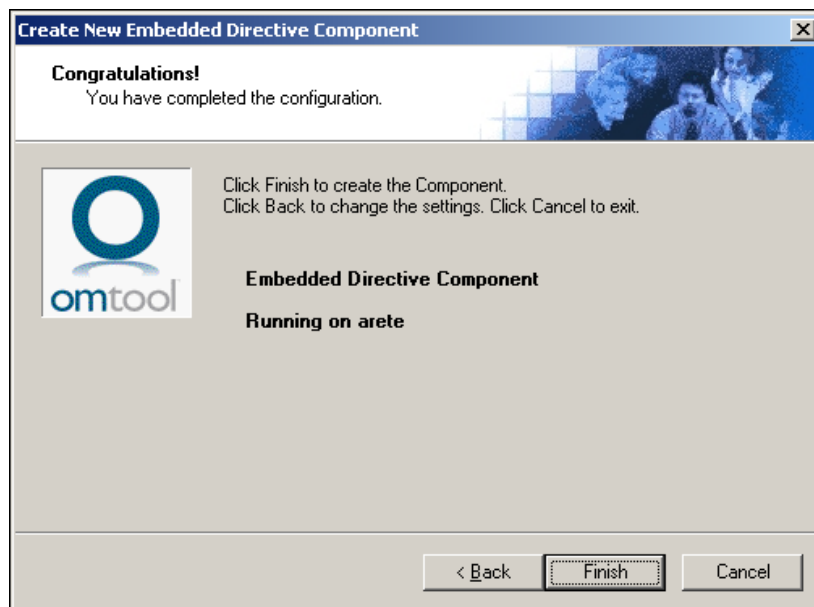 Create New Embedded Directive Component
Congratulations!
You have completed the configuration.
Click Finish to create the Component.
Click Back to change the settings. Click Cancel to exit.
omtool
Embedded Directive Component
Running on arete
< Back
Finish
Cancel